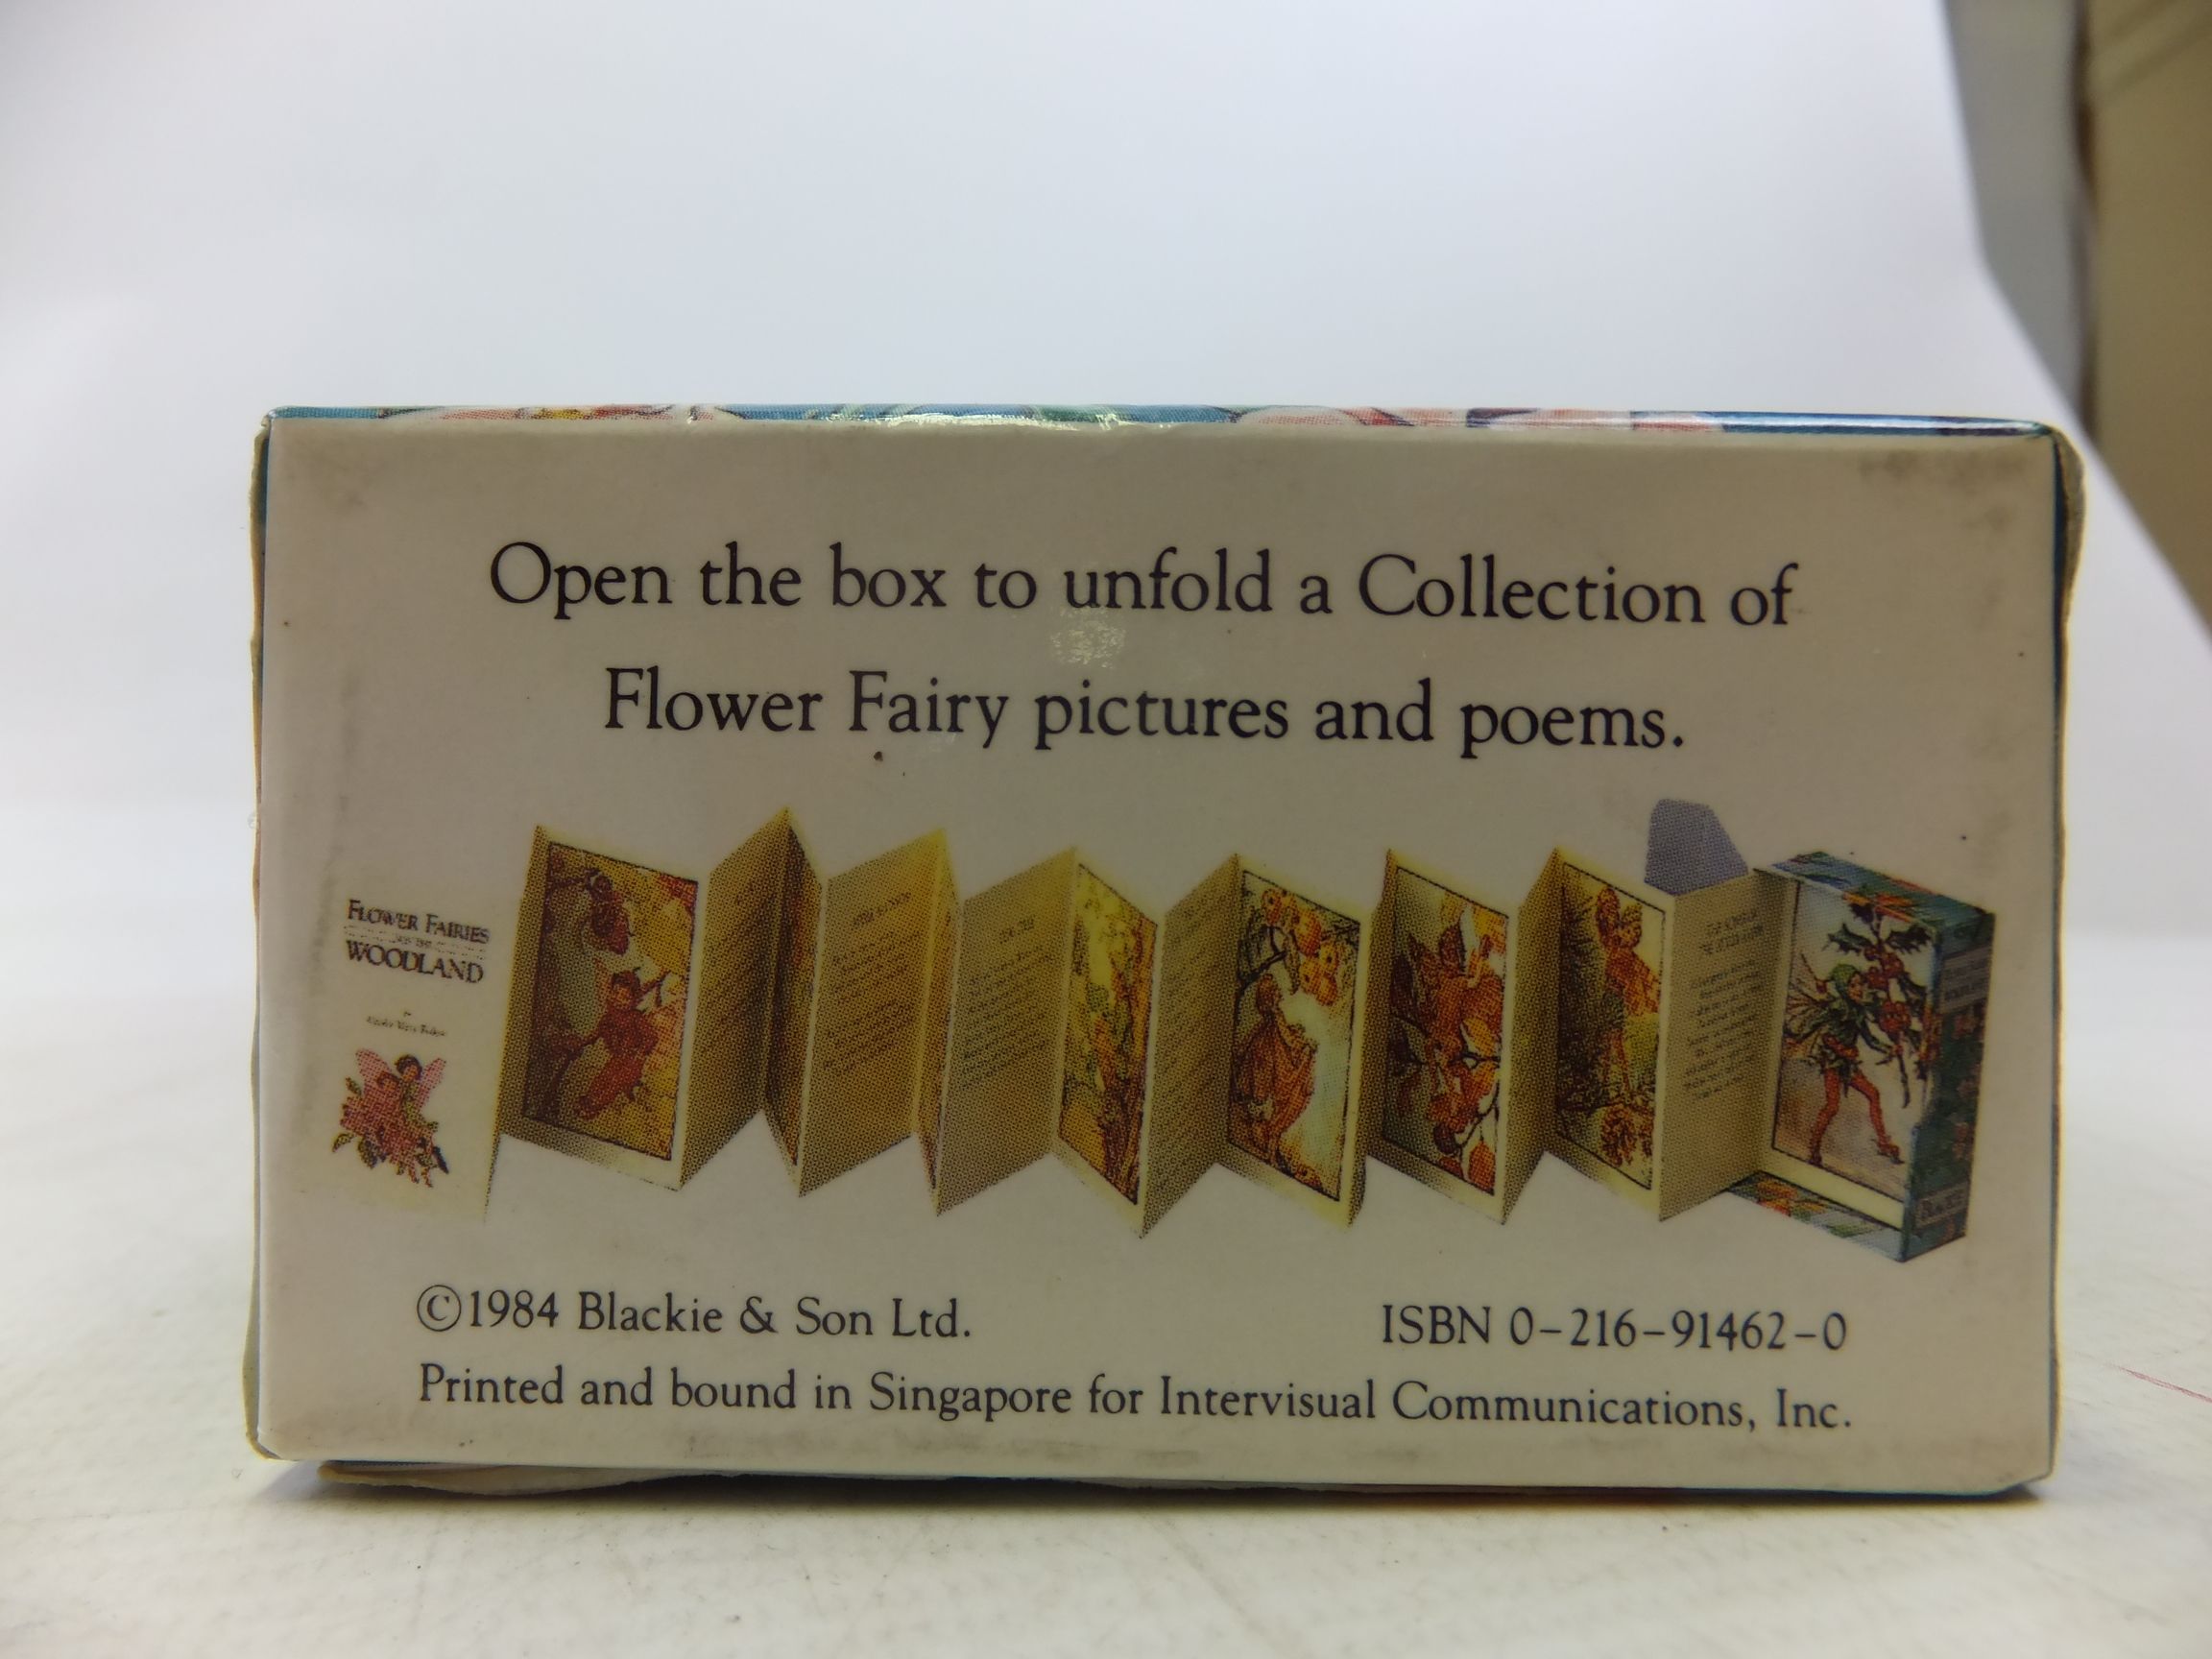 Open the box to unfold a Collection of
Flower Fairy pictures and poems.
FLOWER FAIRIES
WOODLAND
©1984 Blackie & Son Ltd.
ISBN 0-216-91462-0
Printed and bound in Singapore for Intervisual Communications, Inc.